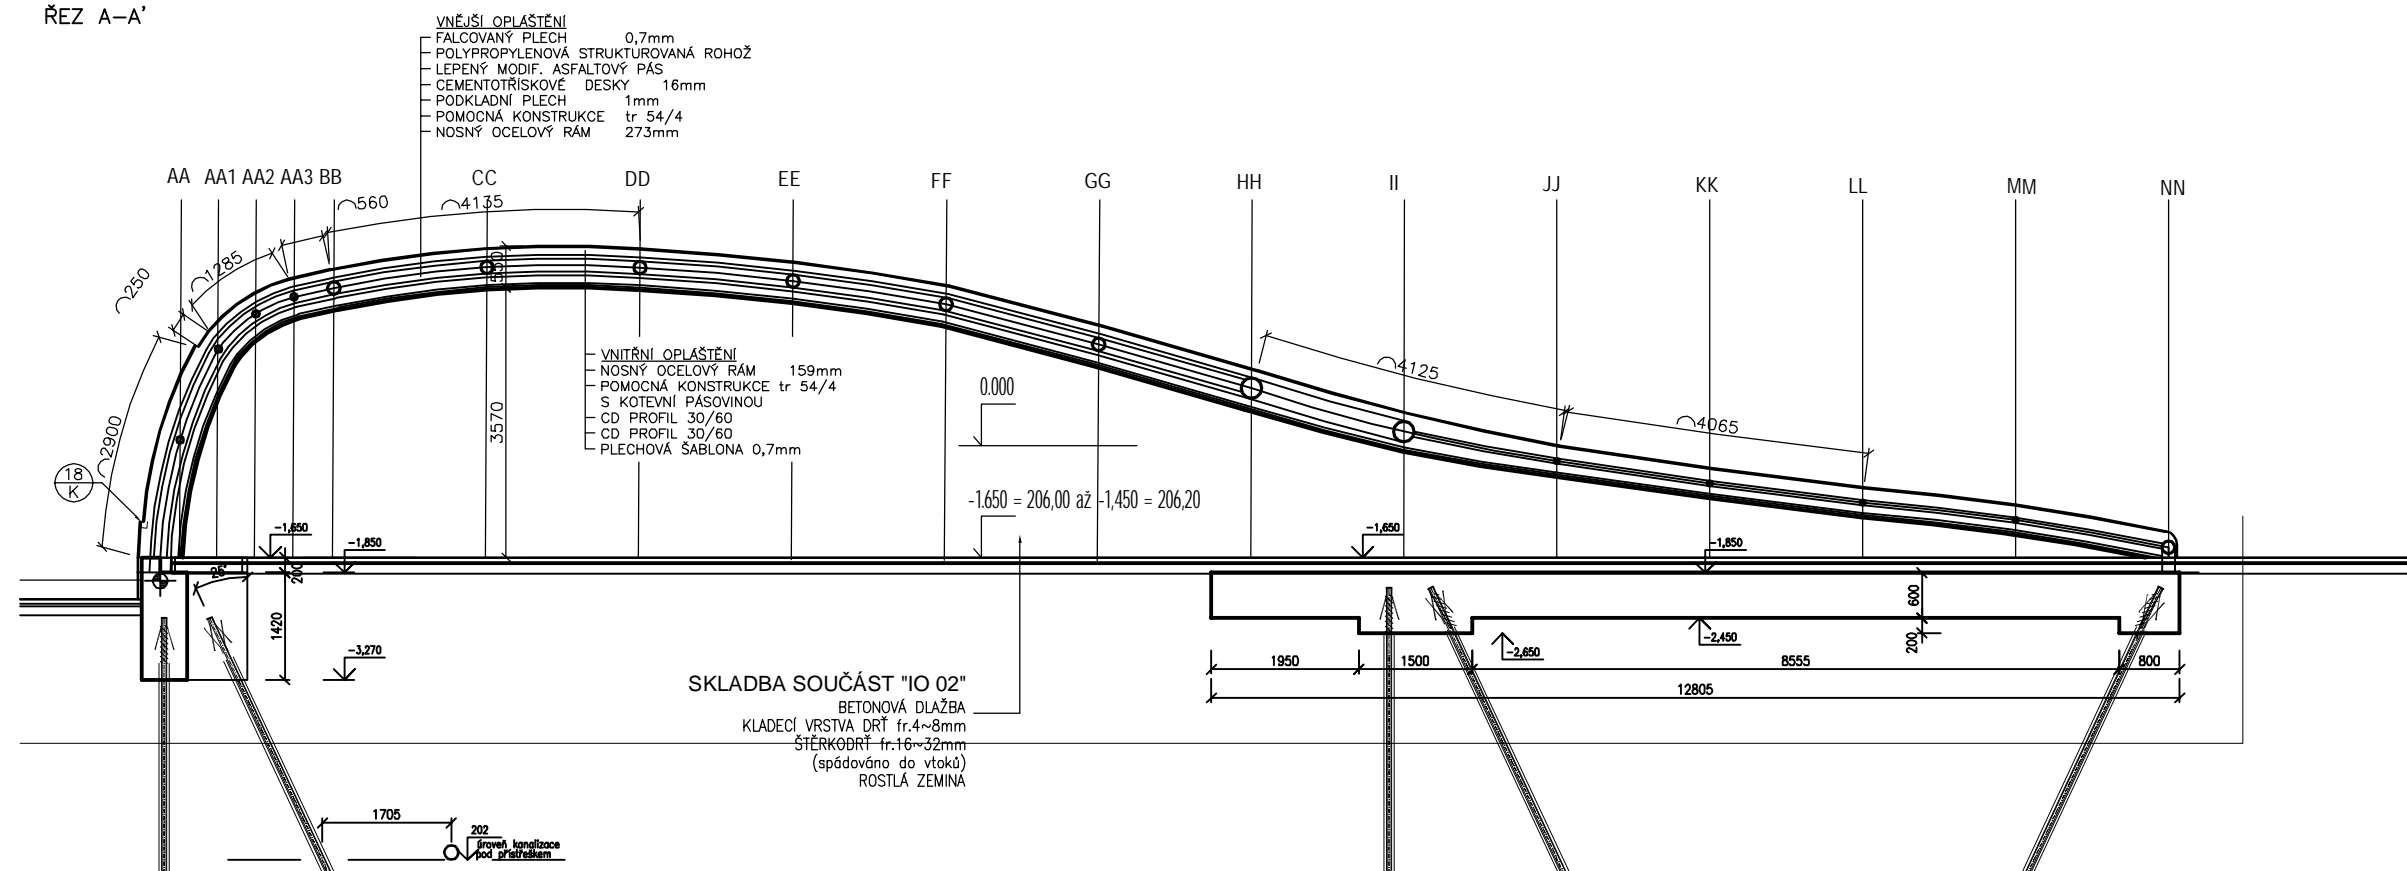 ŘEZ A–A'
VNĚJŠÍ OPLÁŠTĚNÍ
FALCOVANÝ PLECH 0,7mm
POLYPROPYLENOVÁ STRUKTUROVANÁ ROHOŽ
LEPENÝ MODIF. ASFALTOVÝ PÁS
CEMENTOTŘÍSKOVÉ DESKY 16mm
PODKLADNÍ PLECH 1mm
POMOCNÁ KONSTRUKCE tr 54/4
NOSNÝ OCELOVÝ RÁM 273mm
AA AA1 AA2 AA3 BB CC DD EE FF GG HH II JJ KK LL MM NN
560
4135
1285
250
2900
550
3570
4125
4065
18
K
VNITŘNÍ OPLÁŠTĚNÍ
NOSNÝ OCELOVÝ RÁM 159mm
POMOCNÁ KONSTRUKCE tr 54/4
S KOTEVNÍ PÁSOVINOU
CD PROFIL 30/60
CD PROFIL 30/60
PLECHOVÁ ŠABLONA 0,7mm
0.000
-1.650 = 206,00 až -1,450 = 206,20
-1,650
-1,850
200
26°
1420
-3,270
-1,650
-1,850
600
200
-2,450
-2,650
1950
1500
8555
800
12805
SKLADBA SOUČÁST "IO 02"
BETONOVÁ DLAŽBA
KLADECÍ VRSTVA DRŤ fr.4~8mm
ŠTĚRKODRŤ fr.16~32mm
(spádováno do vtoků)
ROSTLÁ ZEMINA
1705
202
úroveň kanalizace
pod přístřeškem